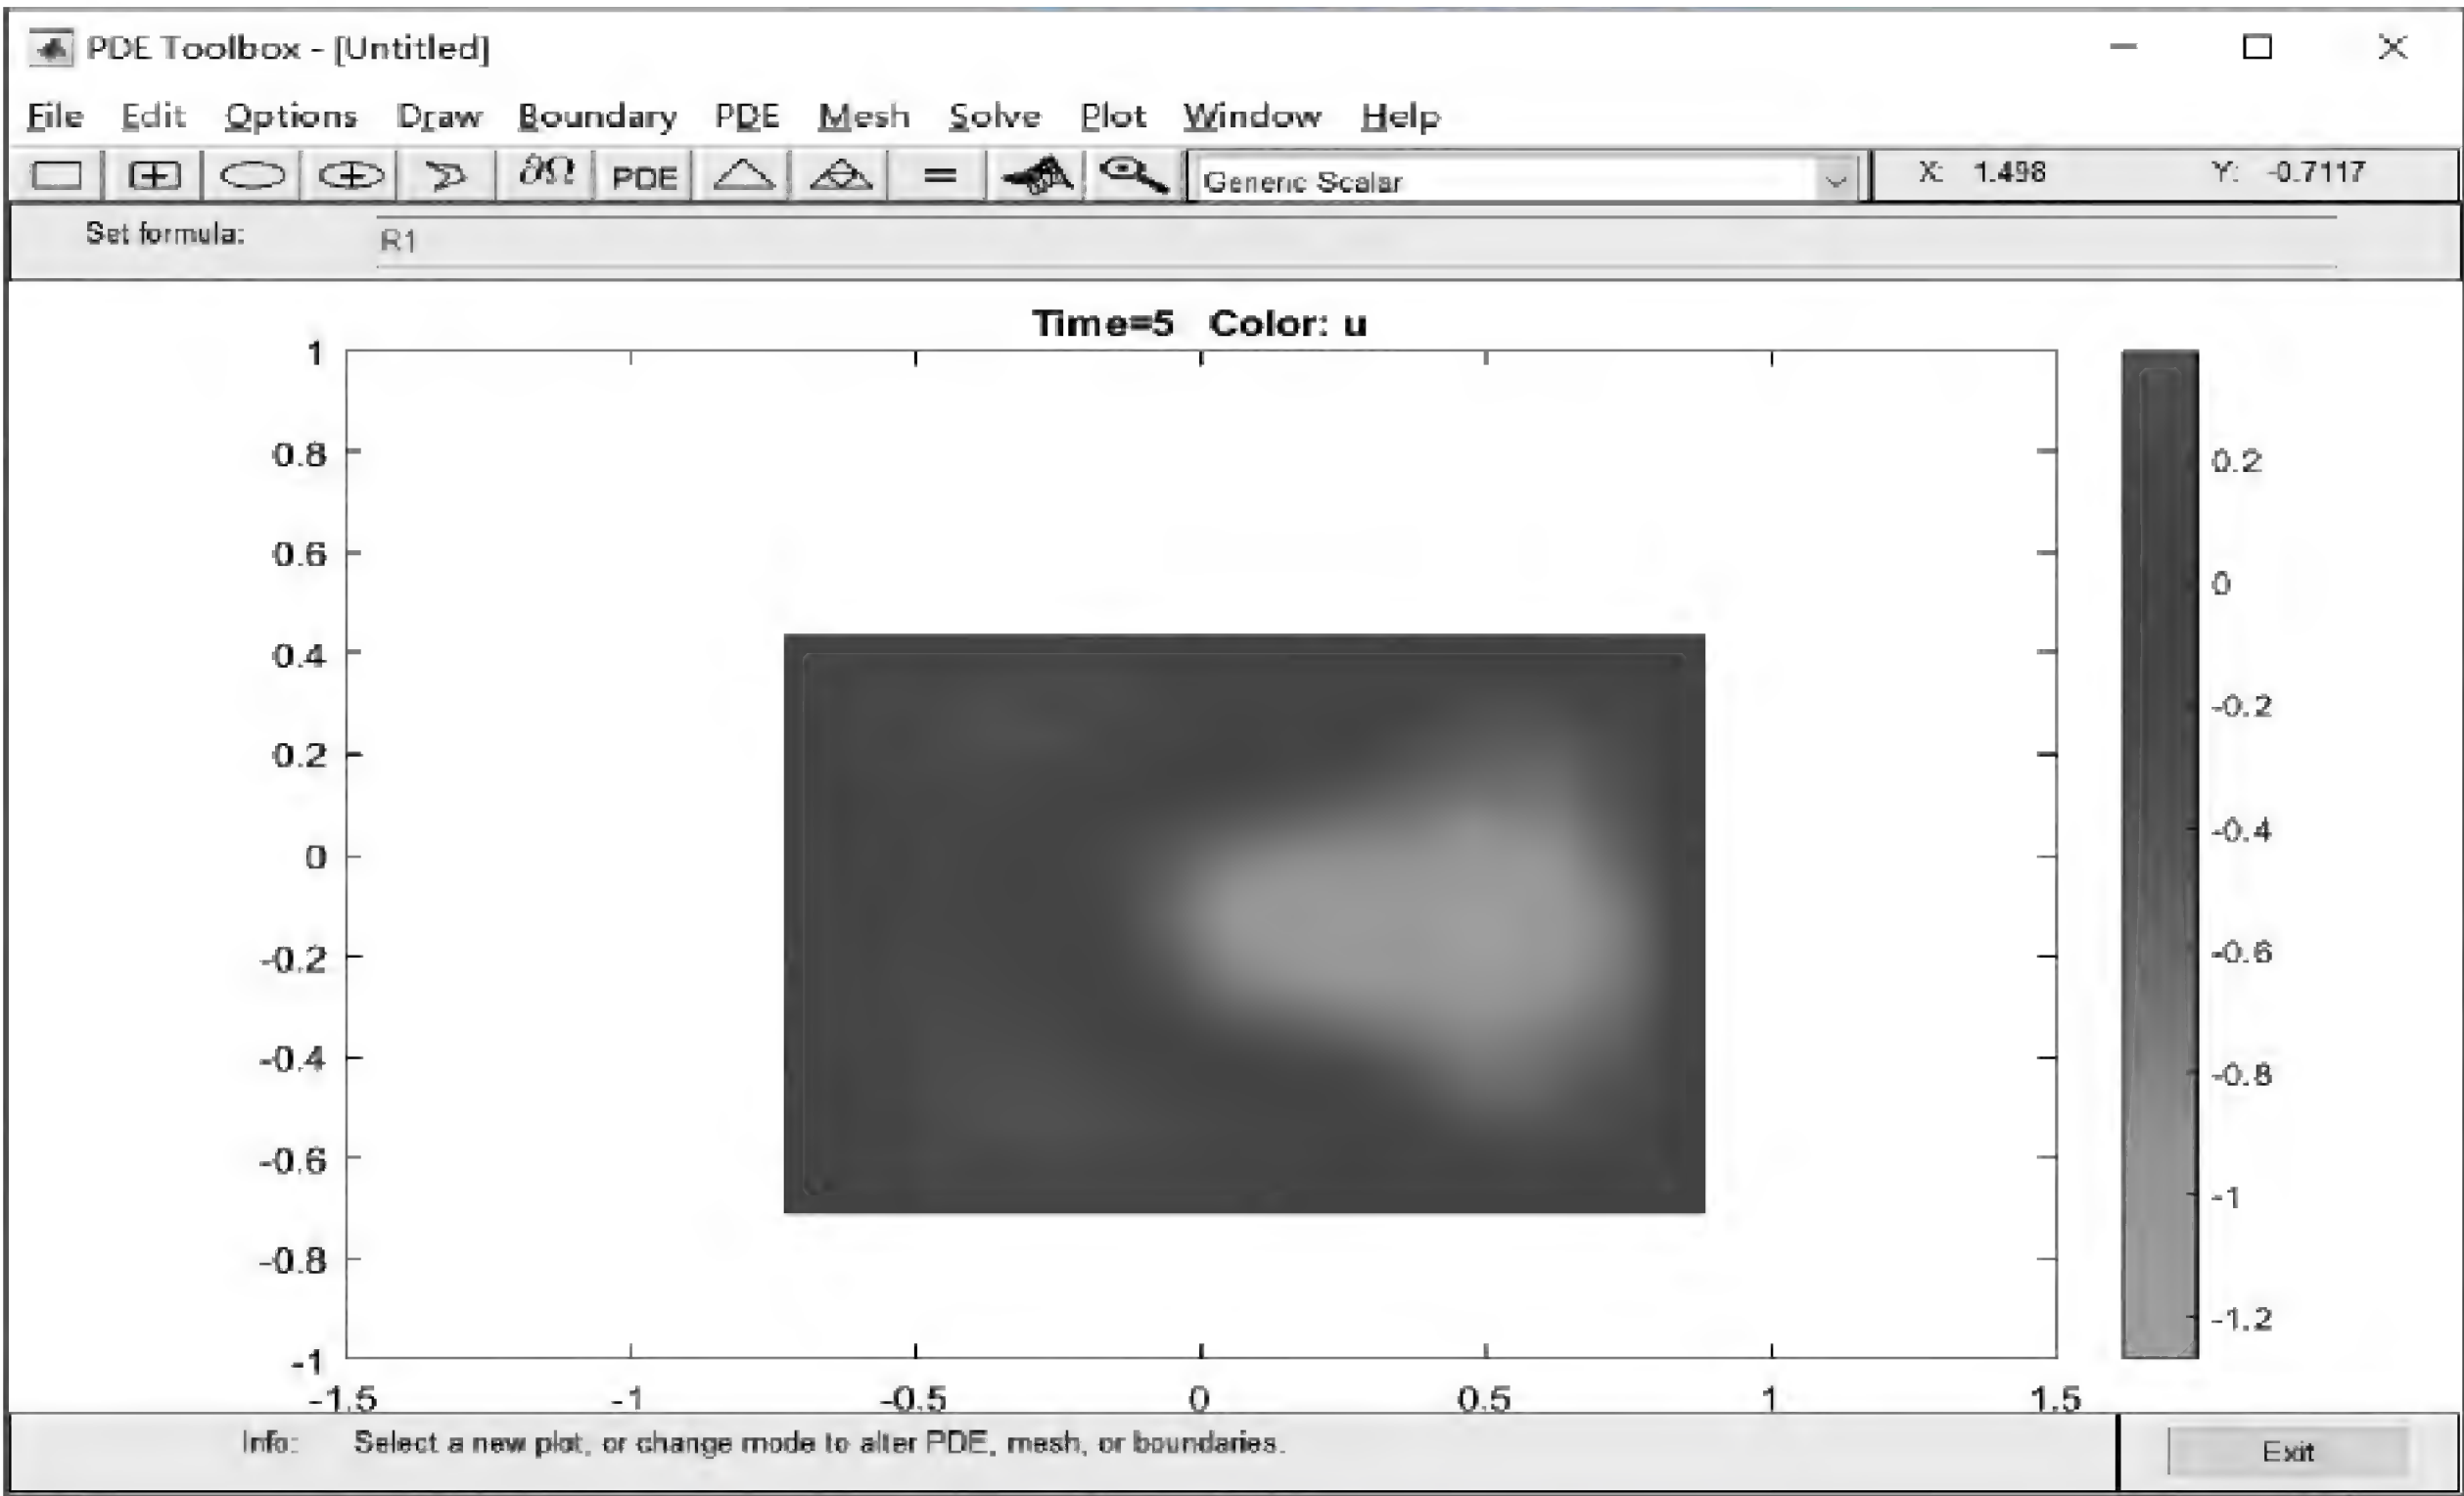 PDE Toolbox - [Untitled]
File Edit Options Draw Boundary PDE Mesh Solve Plot Window Help
∂Ω PDE = Generic Scalar X: 1.498 Y: -0.7117
Set formula: R1
Time=5 Color: u
1
0.8
0.6
0.4
0.2
0
-0.2
-0.4
-0.6
-0.8
-1
-1.5 -1 -0.5 0 0.5 1 1.5
0.2
0
-0.2
-0.4
-0.6
-0.8
-1
-1.2
Info: Select a new plot, or change mode to alter PDE, mesh, or boundaries.
Exit